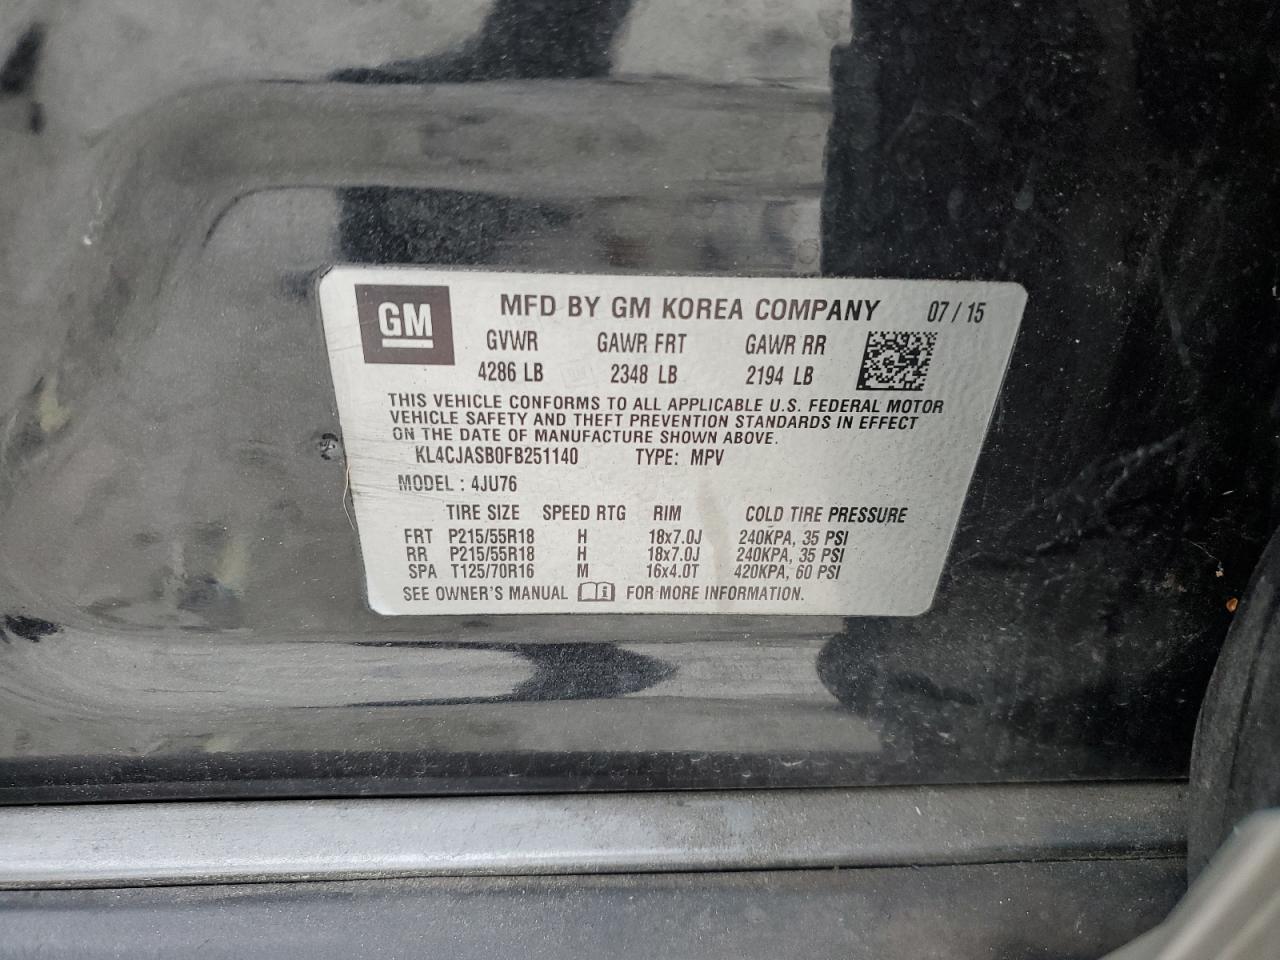 GM MFD BY GM KOREA COMPANY 07 / 15
GVWR GAWR FRT GAWR RR
4286 LB 2348 LB 2194 LB
THIS VEHICLE CONFORMS TO ALL APPLICABLE U.S. FEDERAL MOTOR
VEHICLE SAFETY AND THEFT PREVENTION STANDARDS IN EFFECT
ON THE DATE OF MANUFACTURE SHOWN ABOVE.
KL4CJASB0FB251140 TYPE: MPV
MODEL : 4JU76
TIRE SIZE SPEED RTG RIM COLD TIRE PRESSURE
FRT P215/55R18 H 18x7.0J 240KPA, 35 PSI
RR P215/55R18 H 18x7.0J 240KPA, 35 PSI
SPA T125/70R16 M 16x4.0T 420KPA, 60 PSI
SEE OWNER'S MANUAL i FOR MORE INFORMATION.